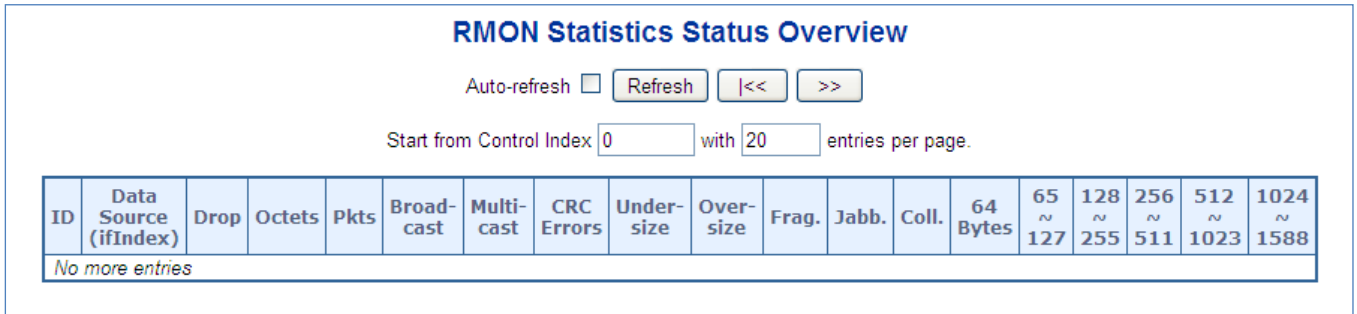 RMON Statistics Status Overview
Auto-refresh Refresh |<< >>
Start from Control Index 0 with 20 entries per page.
ID Data Source (ifIndex) Drop Octets Pkts Broad-cast Multi-cast CRC Errors Under-size Over-size Frag. Jabb. Coll. 64 Bytes 65 ~ 127 128 ~ 255 256 ~ 511 512 ~ 1023 1024 ~ 1588
No more entries